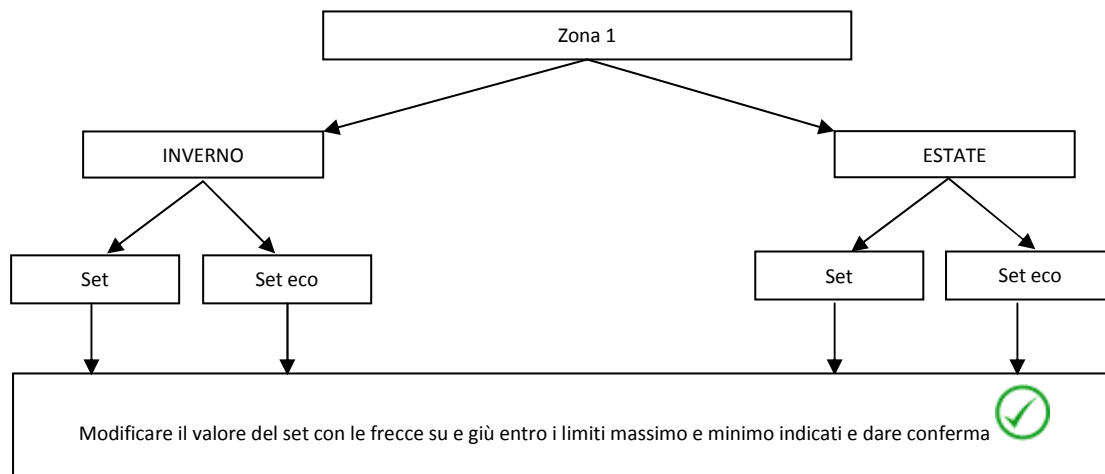 Zona 1
INVERNO
ESTATE
Set
Set eco
Set
Set eco
Modificare il valore del set con le frecce su e giù entro i limiti massimo e minimo indicati e dare conferma